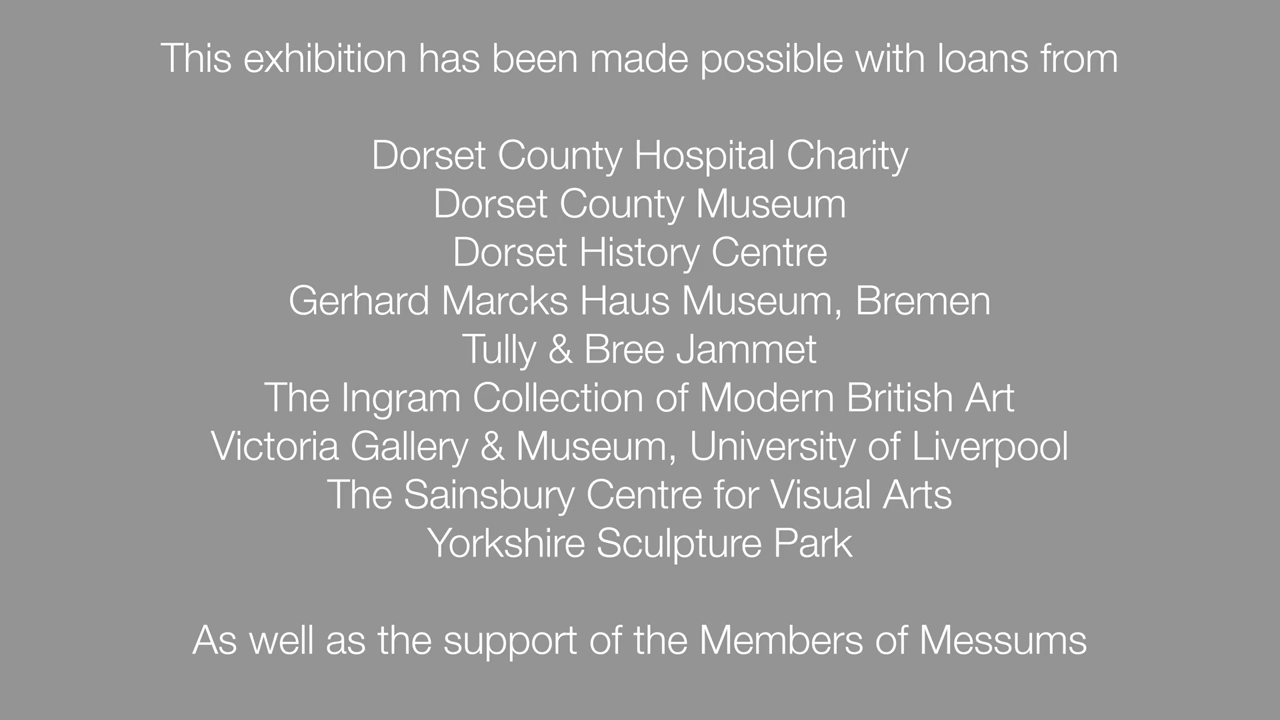 This exhibition has been made possible with loans from
Dorset County Hospital Charity
Dorset County Museum
Dorset History Centre
Gerhard Marcks Haus Museum, Bremen
Tully & Bree Jammet
The Ingram Collection of Modern British Art
Victoria Gallery & Museum, University of Liverpool
The Sainsbury Centre for Visual Arts
Yorkshire Sculpture Park
As well as the support of the Members of Messums